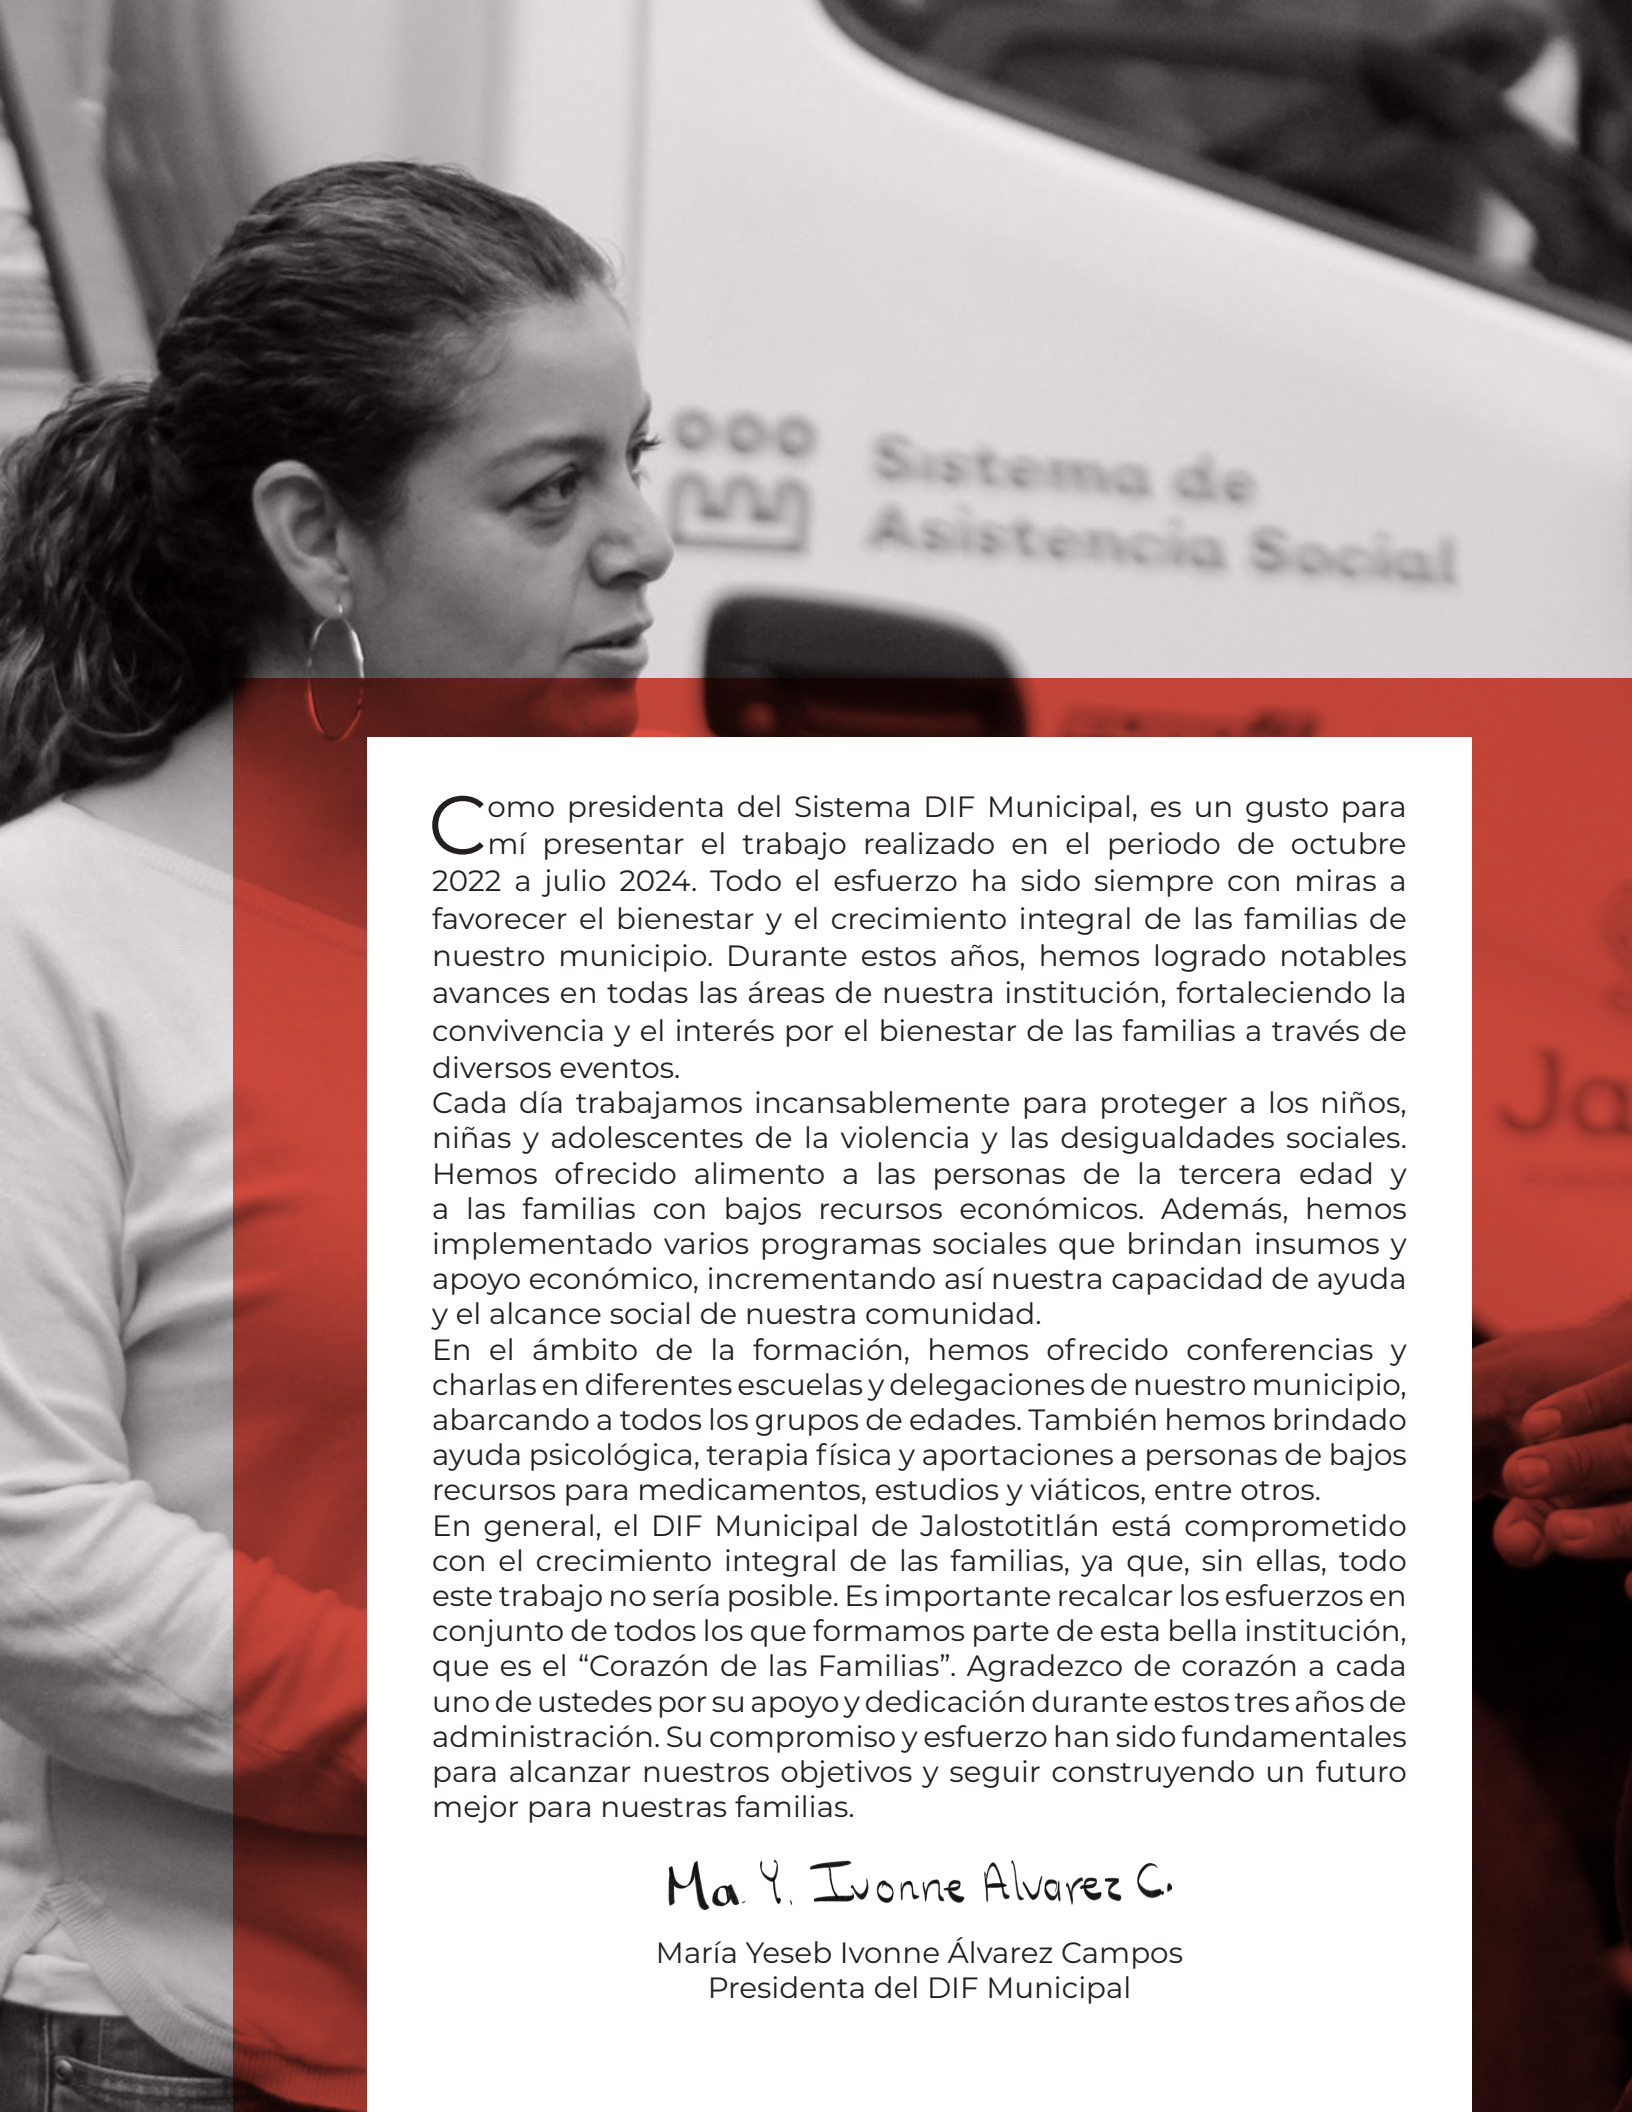 Sistema de
Asistencia Social
Ja
Como presidenta del Sistema DIF Municipal, es un gusto para
mí presentar el trabajo realizado en el periodo de octubre
2022 a julio 2024. Todo el esfuerzo ha sido siempre con miras a
favorecer el bienestar y el crecimiento integral de las familias de
nuestro municipio. Durante estos años, hemos logrado notables
avances en todas las áreas de nuestra institución, fortaleciendo la
convivencia y el interés por el bienestar de las familias a través de
diversos eventos.
Cada día trabajamos incansablemente para proteger a los niños,
niñas y adolescentes de la violencia y las desigualdades sociales.
Hemos ofrecido alimento a las personas de la tercera edad y
a las familias con bajos recursos económicos. Además, hemos
implementado varios programas sociales que brindan insumos y
apoyo económico, incrementando así nuestra capacidad de ayuda
y el alcance social de nuestra comunidad.
En el ámbito de la formación, hemos ofrecido conferencias y
charlas en diferentes escuelas y delegaciones de nuestro municipio,
abarcando a todos los grupos de edades. También hemos brindado
ayuda psicológica, terapia física y aportaciones a personas de bajos
recursos para medicamentos, estudios y viáticos, entre otros.
En general, el DIF Municipal de Jalostotitlán está comprometido
con el crecimiento integral de las familias, ya que, sin ellas, todo
este trabajo no sería posible. Es importante recalcar los esfuerzos en
conjunto de todos los que formamos parte de esta bella institución,
que es el “Corazón de las Familias”. Agradezco de corazón a cada
uno de ustedes por su apoyo y dedicación durante estos tres años de
administración. Su compromiso y esfuerzo han sido fundamentales
para alcanzar nuestros objetivos y seguir construyendo un futuro
mejor para nuestras familias.
Ma. Y. Ivonne Alvarez C.
María Yeseb Ivonne Álvarez Campos
Presidenta del DIF Municipal